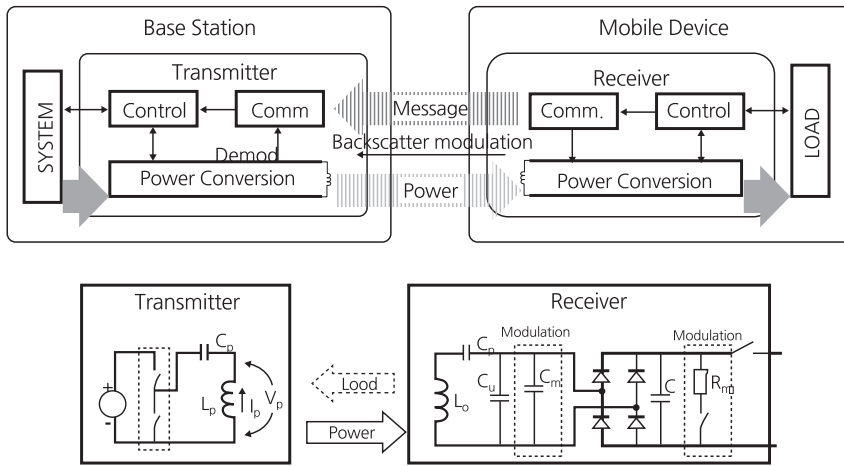 Base Station
Mobile Device
Transmitter
Receiver
SYSTEM
Control
Comm
Message
Comm.
Control
LOAD
Demod
Backscatter modulation
Power Conversion
Power
Power Conversion
Transmitter
Receiver
Cp
+
-
Lp
Ip
Vp
Lood
Power
Modulation
Modulation
Cp
Cu
Cm
Lo
C
Rm